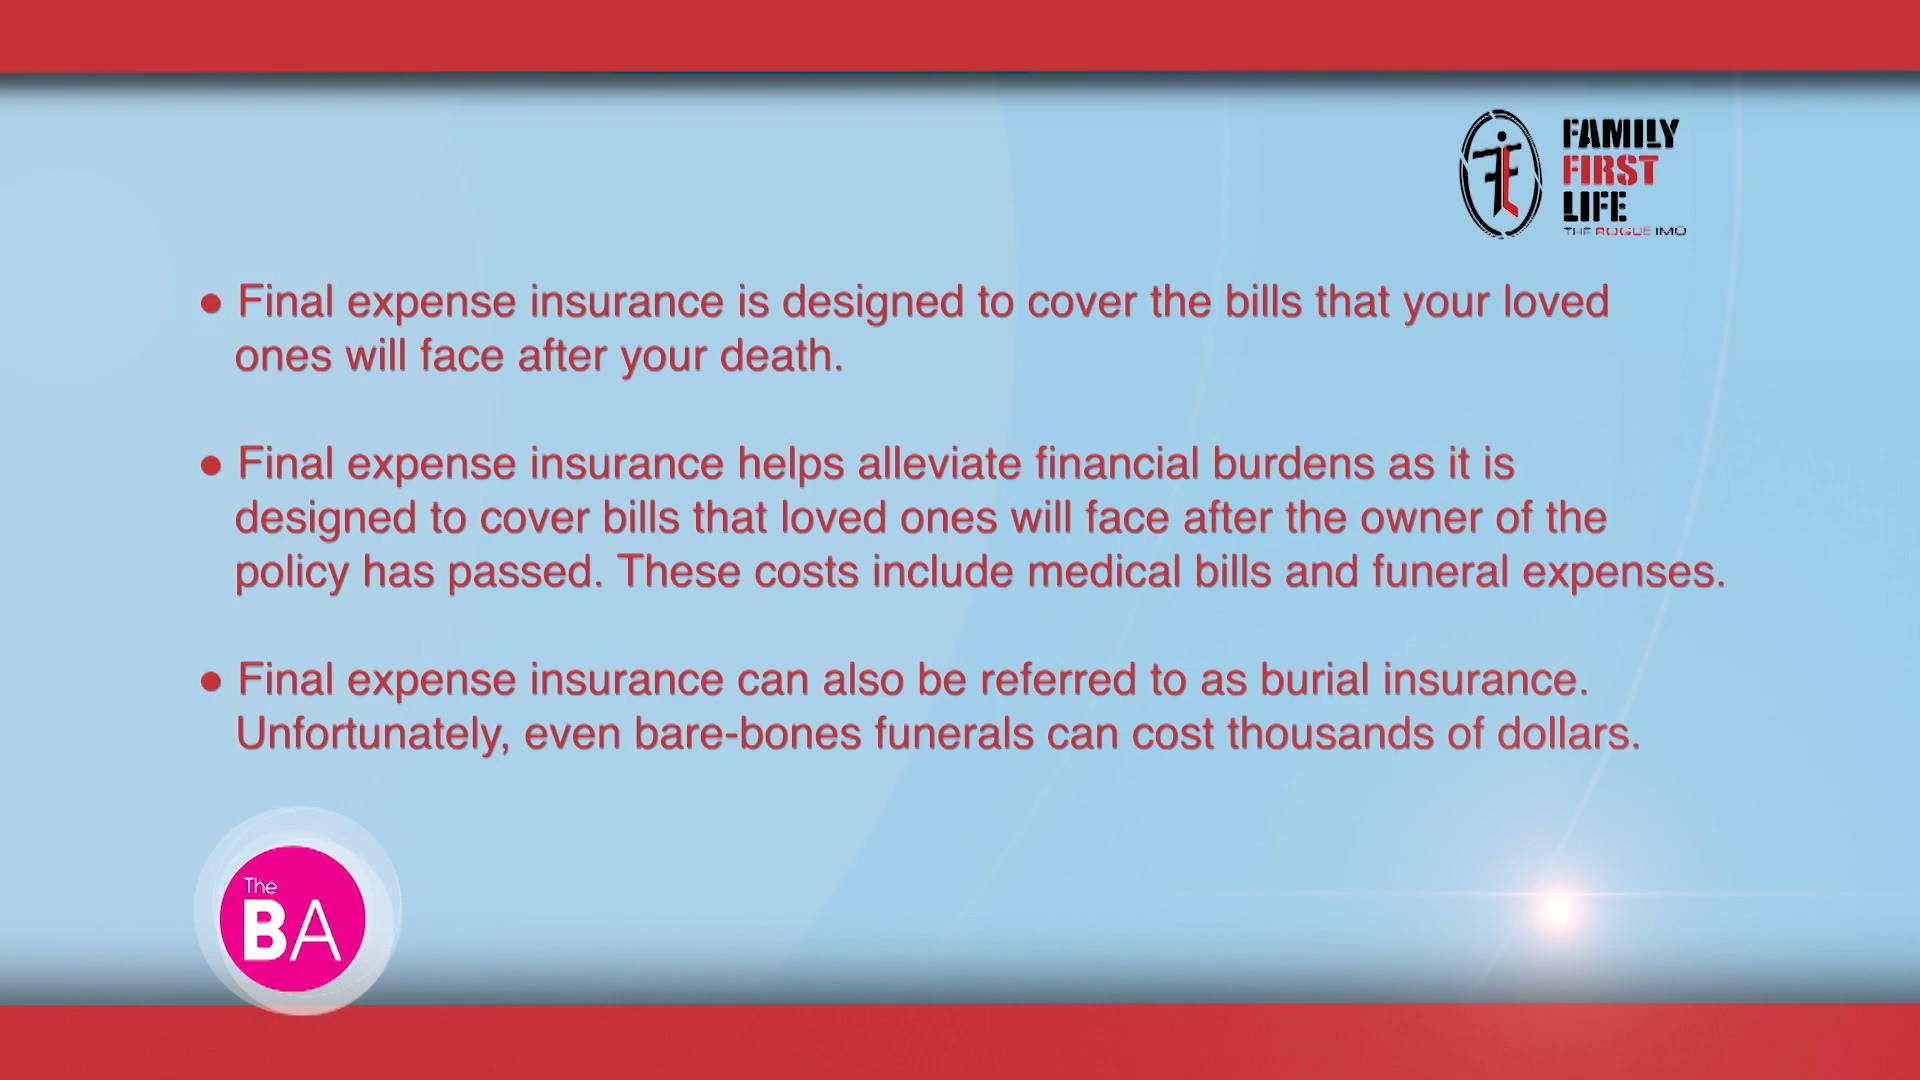 FAMILY
FIRST
LIFE
THE ROGUE IMO
● Final expense insurance is designed to cover the bills that your loved
ones will face after your death.
● Final expense insurance helps alleviate financial burdens as it is
designed to cover bills that loved ones will face after the owner of the
policy has passed. These costs include medical bills and funeral expenses.
● Final expense insurance can also be referred to as burial insurance.
Unfortunately, even bare-bones funerals can cost thousands of dollars.
The
BA